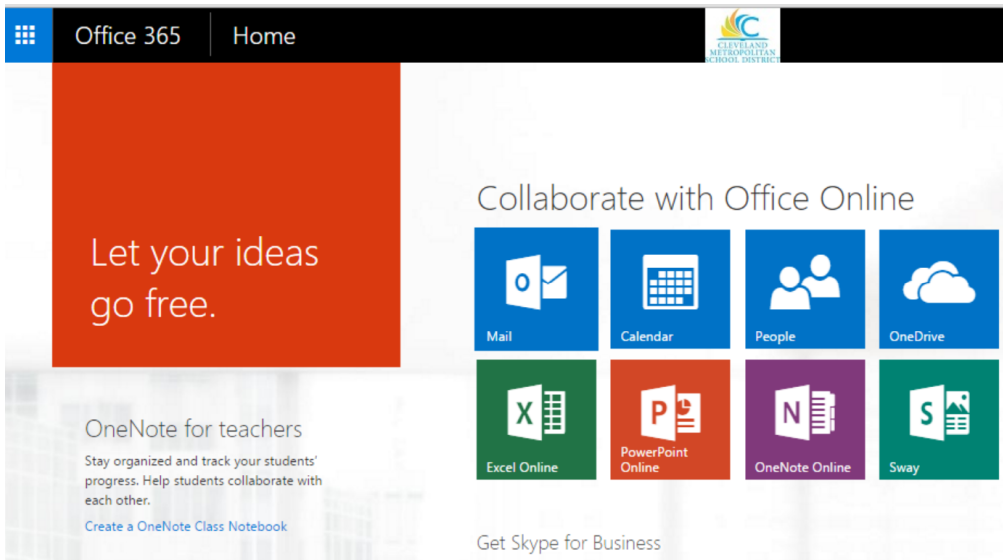 Office 365
Home
CLEVELAND
METROPOLITAN
SCHOOL DISTRICT
Let your ideas
go free.
OneNote for teachers
Stay organized and track your students'
progress. Help students collaborate with
each other.
Create a OneNote Class Notebook
Collaborate with Office Online
Mail
Calendar
People
OneDrive
Excel Online
PowerPoint
Online
OneNote Online
Sway
Get Skype for Business